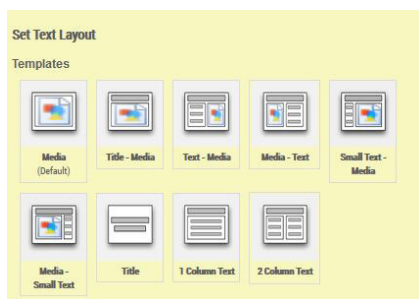 Set Text Layout
Templates
Media
(Default)
Title - Media
Text - Media
Media - Text
Small Text -
Media
Media -
Small Text
Title
1 Column Text
2 Column Text